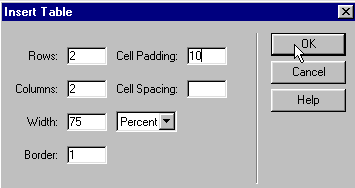 Insert Table
Rows: 2 Cell Padding: 10 OK
Columns: 2 Cell Spacing: Cancel
Width: 75 Percent Help
Border: 1